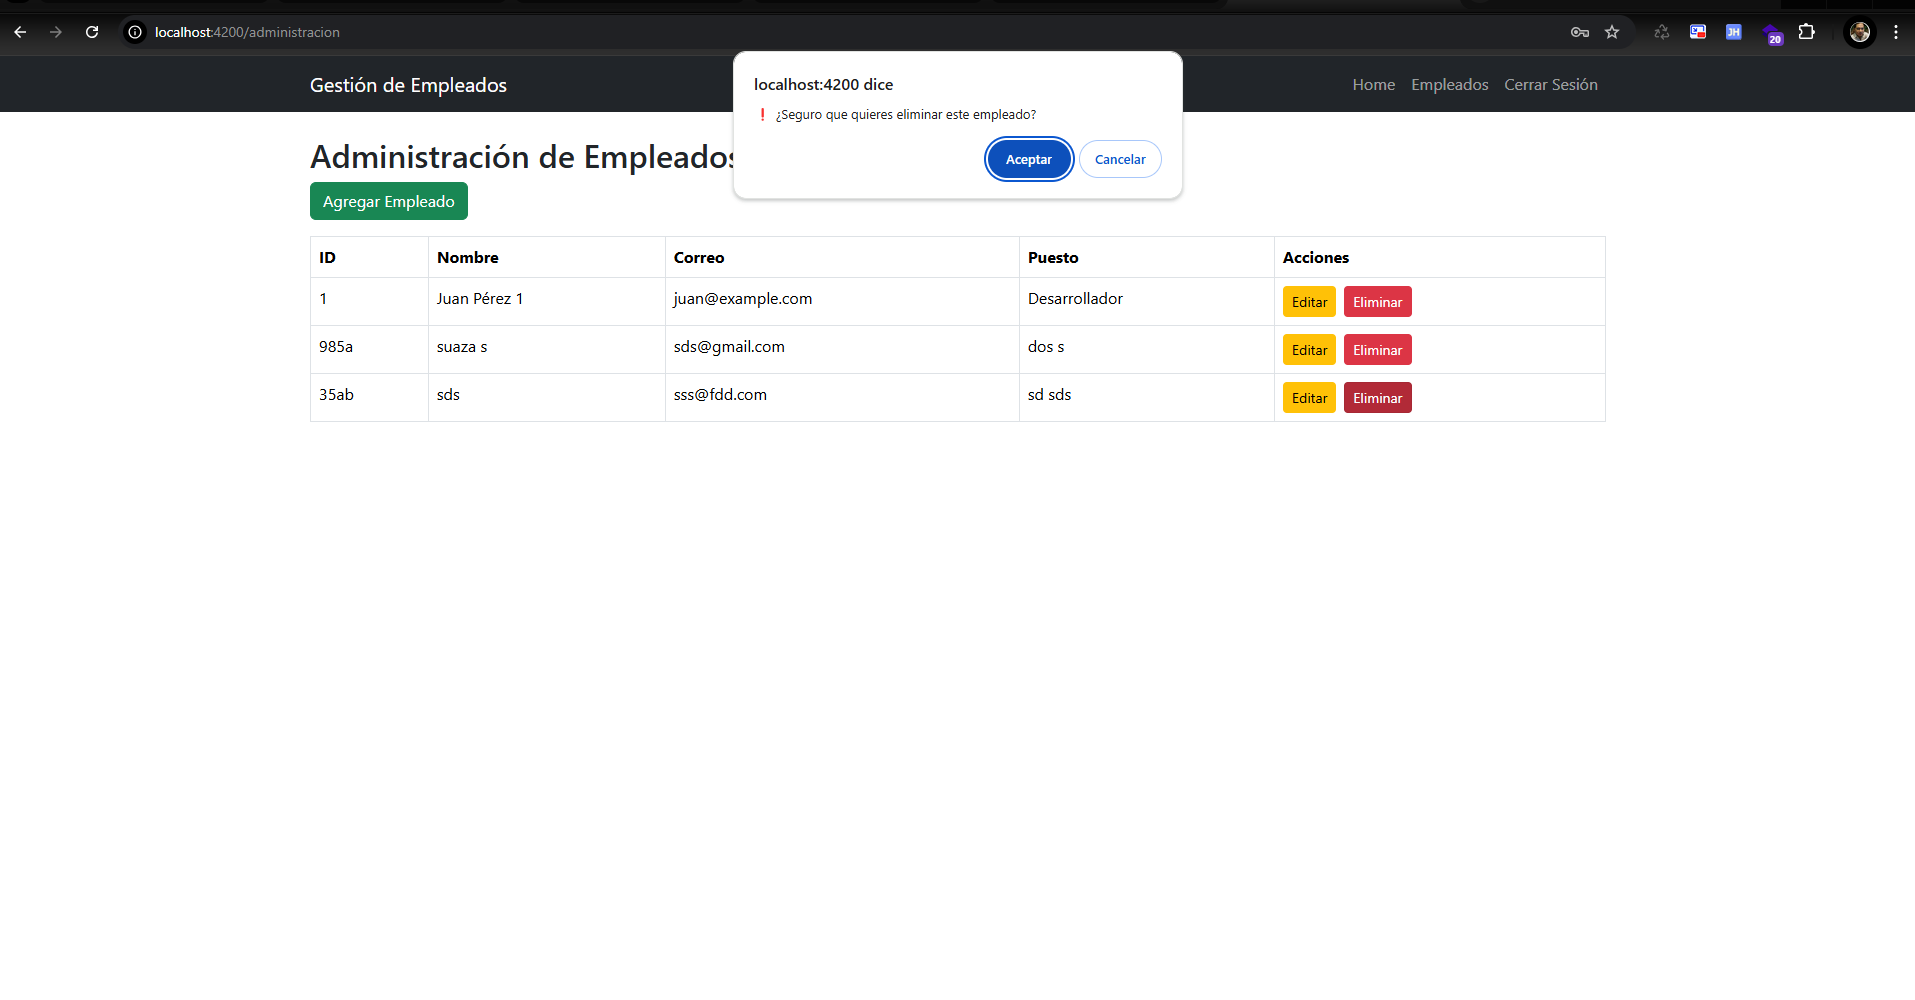 localhost:4200/administracion
JH
20
Gestión de Empleados
Home Empleados Cerrar Sesión
localhost:4200 dice
❗ ¿Seguro que quieres eliminar este empleado?
Aceptar Cancelar
Administración de Empleados
Agregar Empleado
ID Nombre Correo Puesto Acciones
1 Juan Pérez 1 juan@example.com Desarrollador Editar Eliminar
985a suaza s sds@gmail.com dos s Editar Eliminar
35ab sds sss@fdd.com sd sds Editar Eliminar